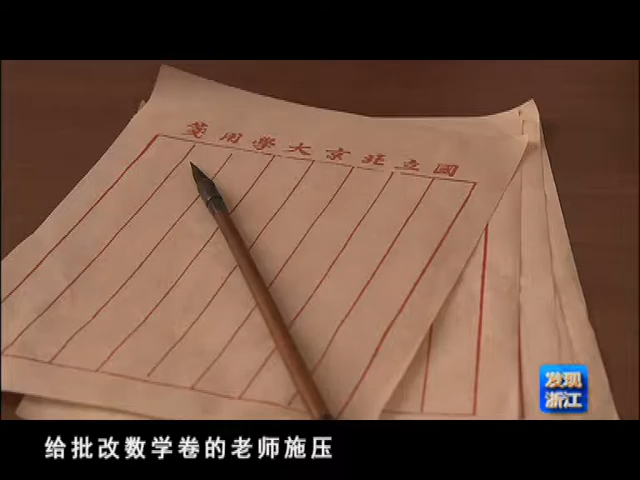 國立北京大學用箋
发现
浙江
给批改数学卷的老师施压